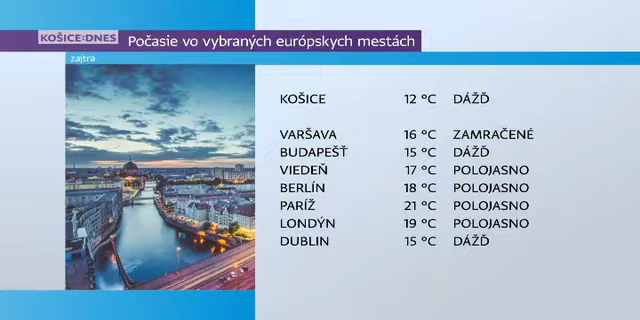 KOŠICE:DNES Počasie vo vybraných európskych mestách
zajtra
KOŠICE 12 °C DÁŽĎ
VARŠAVA 16 °C ZAMRAČENÉ
BUDAPEŠŤ 15 °C DÁŽĎ
VIEDEŇ 17 °C POLOJASNO
BERLÍN 18 °C POLOJASNO
PARÍŽ 21 °C POLOJASNO
LONDÝN 19 °C POLOJASNO
DUBLIN 15 °C DÁŽĎ